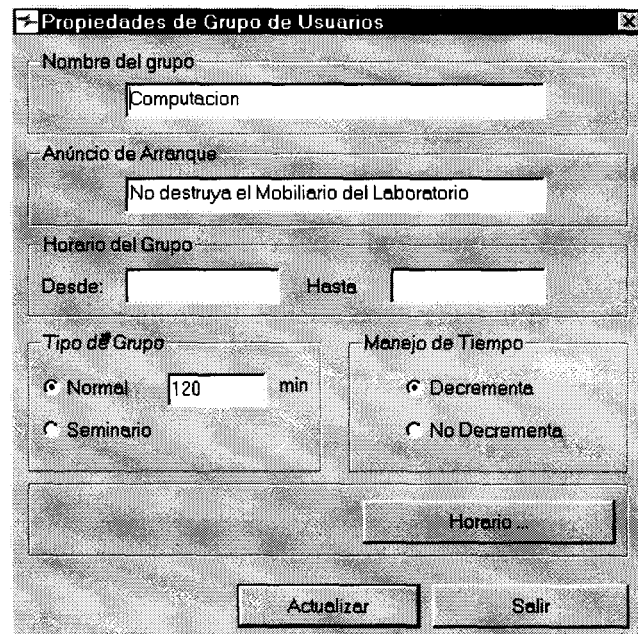 Propiedades de Grupo de Usuarios
Nombre del grupo
Computacion
Anúncio de Arranque
No destruya el Mobiliario del Laboratorio
Horario del Grupo
Desde: Hasta
Tipo de Grupo Manejo de Tiempo
Normal 120 min Decrementa
Seminario No Decrementa
Horario ...
Actualizar Salir